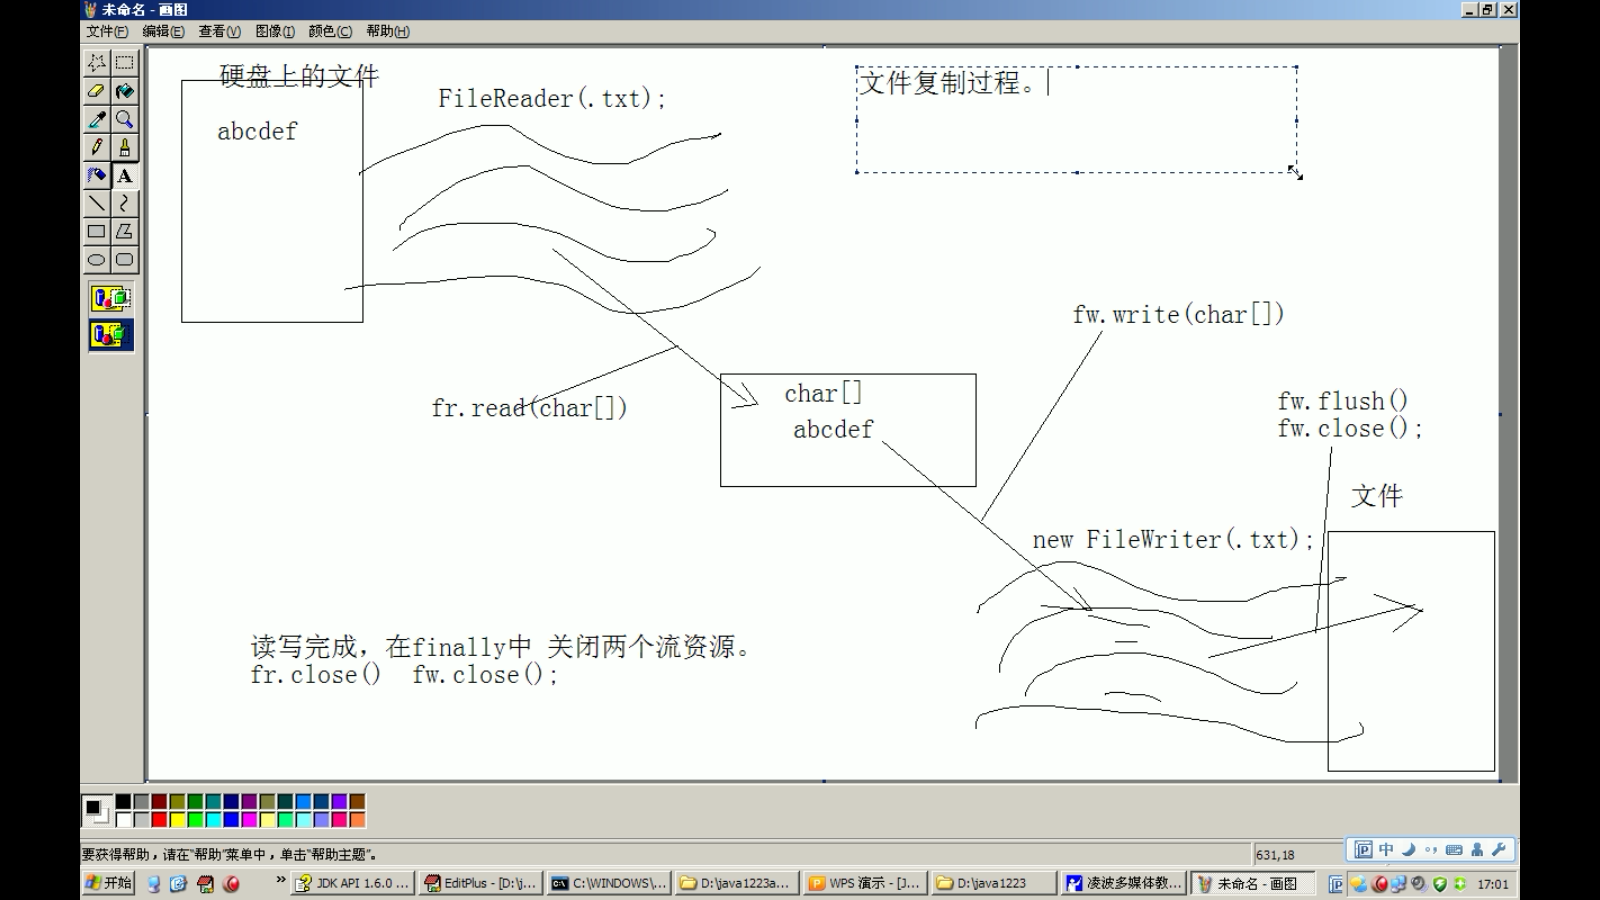 未命名 - 画图
文件(F) 编辑(E) 查看(V) 图像(I) 颜色(C) 帮助(H)
硬盘上的文件
abcdef
FileReader(.txt);
文件复制过程。
fr.read(char[])
char[]
abcdef
fw.write(char[])
fw.flush()
fw.close();
文件
new FileWriter(.txt);
读写完成，在finally中 关闭两个流资源。
fr.close() fw.close();
A
要获得帮助，请在“帮助”菜单中，单击“帮助主题”。
631,18
中
开始 » JDK API 1.6.0 ... EditPlus - [D:\j... C:\WINDOWS\... D:\java1223a... WPS 演示 - [J... D:\java1223 凌波多媒体教... 未命名 - 画图 17:01